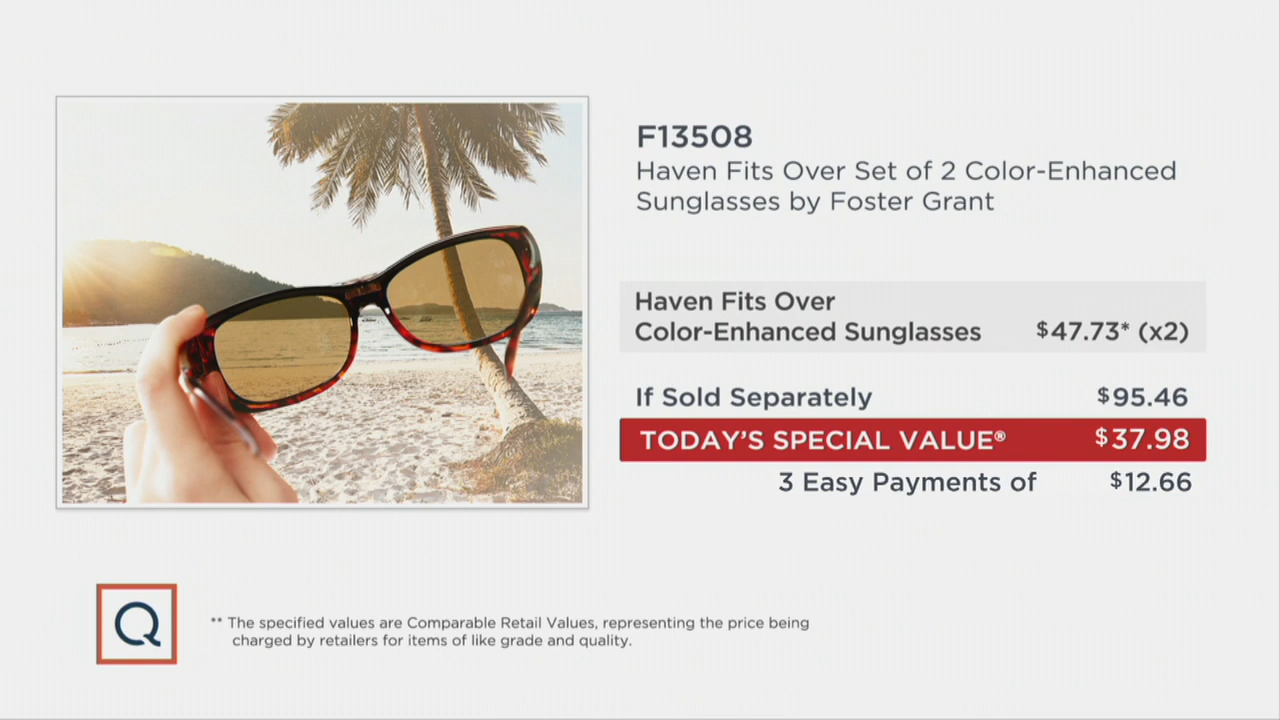 F13508
Haven Fits Over Set of 2 Color-Enhanced
Sunglasses by Foster Grant
Haven Fits Over
Color-Enhanced Sunglasses $47.73* (x2)
If Sold Separately $95.46
TODAY'S SPECIAL VALUE® $37.98
3 Easy Payments of $12.66
Q
** The specified values are Comparable Retail Values, representing the price being
charged by retailers for items of like grade and quality.